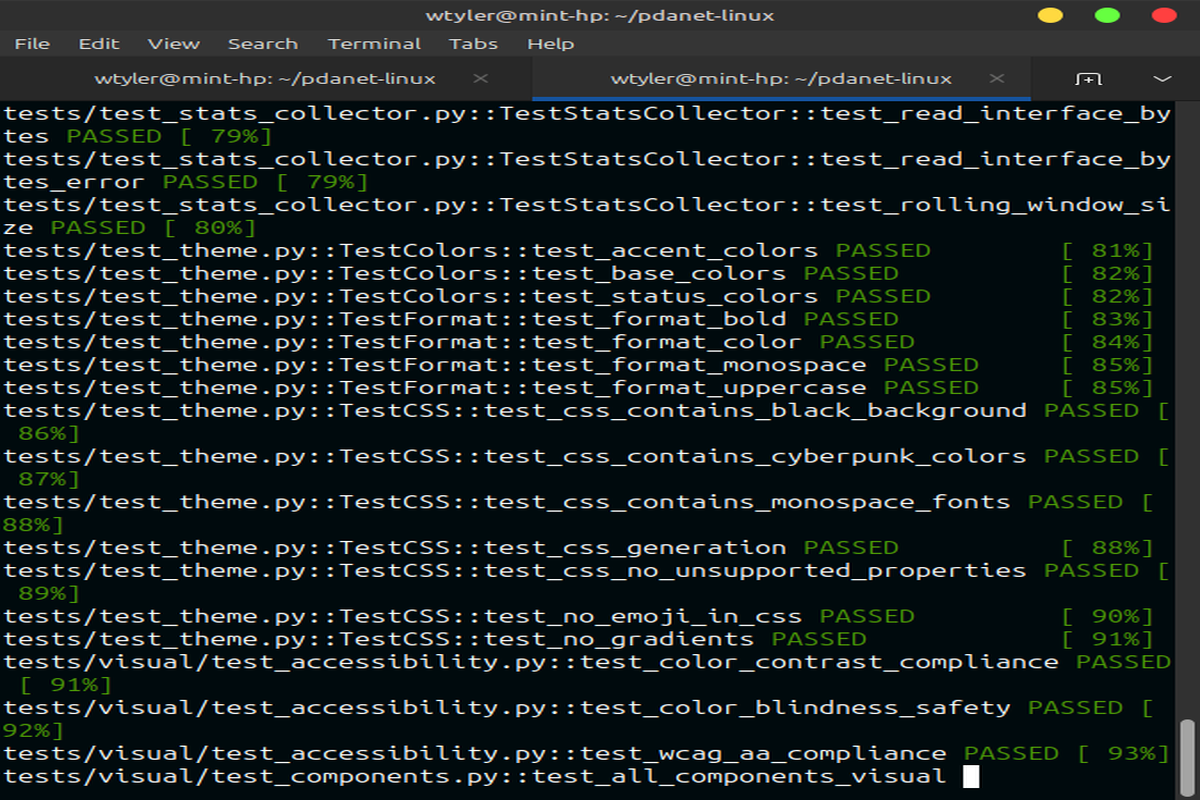 wtyler@mint-hp: ~/pdanet-linux
File Edit View Search Terminal Tabs Help
wtyler@mint-hp: ~/pdanet-linux × wtyler@mint-hp: ~/pdanet-linux ×
tests/test_stats_collector.py::TestStatsCollector::test_read_interface_by
tes PASSED [ 79%]
tests/test_stats_collector.py::TestStatsCollector::test_read_interface_by
tes_error PASSED [ 79%]
tests/test_stats_collector.py::TestStatsCollector::test_rolling_window_si
ze PASSED [ 80%]
tests/test_theme.py::TestColors::test_accent_colors PASSED [ 81%]
tests/test_theme.py::TestColors::test_base_colors PASSED [ 82%]
tests/test_theme.py::TestColors::test_status_colors PASSED [ 82%]
tests/test_theme.py::TestFormat::test_format_bold PASSED [ 83%]
tests/test_theme.py::TestFormat::test_format_color PASSED [ 84%]
tests/test_theme.py::TestFormat::test_format_monospace PASSED [ 85%]
tests/test_theme.py::TestFormat::test_format_uppercase PASSED [ 85%]
tests/test_theme.py::TestCSS::test_css_contains_black_background PASSED [
 86%]
tests/test_theme.py::TestCSS::test_css_contains_cyberpunk_colors PASSED [
 87%]
tests/test_theme.py::TestCSS::test_css_contains_monospace_fonts PASSED [
88%]
tests/test_theme.py::TestCSS::test_css_generation PASSED [ 88%]
tests/test_theme.py::TestCSS::test_css_no_unsupported_properties PASSED [
 89%]
tests/test_theme.py::TestCSS::test_no_emoji_in_css PASSED [ 90%]
tests/test_theme.py::TestCSS::test_no_gradients PASSED [ 91%]
tests/visual/test_accessibility.py::test_color_contrast_compliance PASSED
 [ 91%]
tests/visual/test_accessibility.py::test_color_blindness_safety PASSED [
92%]
tests/visual/test_accessibility.py::test_wcag_aa_compliance PASSED [ 93%]
tests/visual/test_components.py::test_all_components_visual